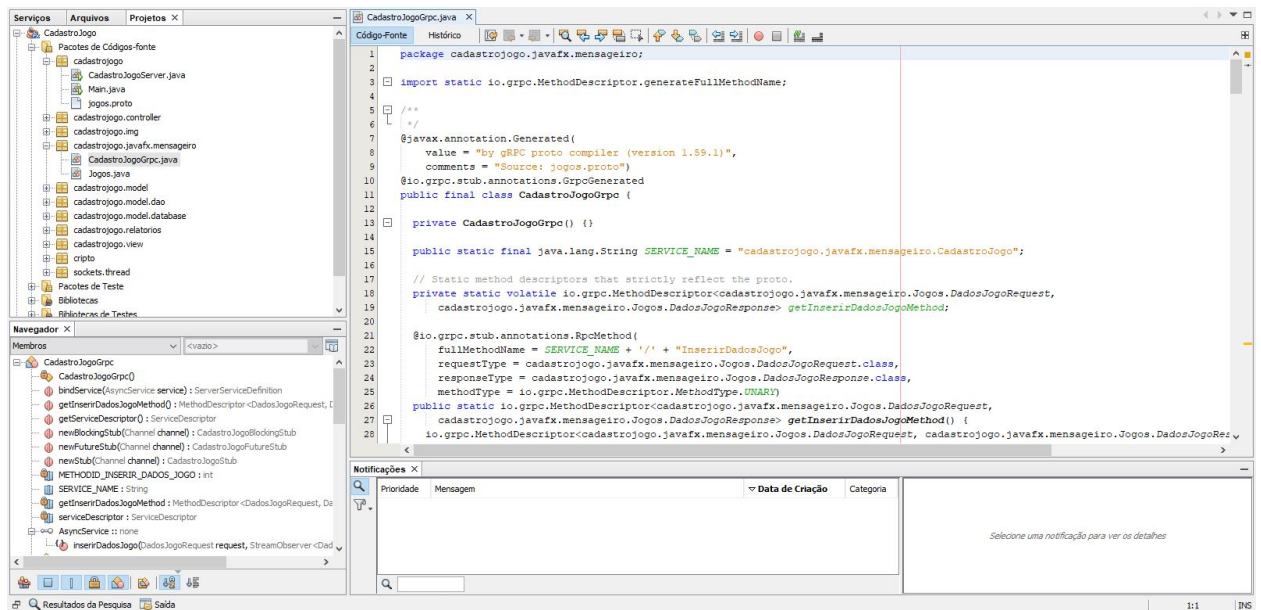 Serviços Arquivos Projetos ×
CadastroJogo
Pacotes de Códigos-fonte
cadastrojogo
CadastroJogoServer.java
Main.java
jogos.proto
cadastrojogo.controller
cadastrojogo.img
cadastrojogo.javafx.mensageiro
CadastroJogoGrpc.java
Jogos.java
cadastrojogo.model
cadastrojogo.model.dao
cadastrojogo.model.database
cadastrojogo.relatorios
cadastrojogo.view
cripto
sockets.thread
Pacotes de Teste
Bibliotecas
Bibliotecas de Testes
Navegador ×
Membros <vazio>
CadastroJogoGrpc
CadastroJogoGrpc()
bindService(AsyncService service) : ServerServiceDefinition
getInserirDadosJogoMethod() : MethodDescriptor<DadosJogoRequest, D
getServiceDescriptor() : ServiceDescriptor
newBlockingStub(Channel channel) : CadastroJogoBlockingStub
newFutureStub(Channel channel) : CadastroJogoFutureStub
newStub(Channel channel) : CadastroJogoStub
METHODID_INSERIR_DADOS_JOGO : int
SERVICE_NAME : String
getInserirDadosJogoMethod : MethodDescriptor<DadosJogoRequest, Da
serviceDescriptor : ServiceDescriptor
AsyncService :: none
inserirDadosJogo(DadosJogoRequest request, StreamObserver<Dad
CadastroJogoGrpc.java ×
Código-Fonte Histórico
1 package cadastrojogo.javafx.mensageiro;
2
3 import static io.grpc.MethodDescriptor.generateFullMethodName;
4
5 /**
6 */
7 @javax.annotation.Generated(
8 value = "by gRPC proto compiler (version 1.59.1)",
9 comments = "Source: jogos.proto")
10 @io.grpc.stub.annotations.GrpcGenerated
11 public final class CadastroJogoGrpc {
12
13 private CadastroJogoGrpc() {}
14
15 public static final java.lang.String SERVICE_NAME = "cadastrojogo.javafx.mensageiro.CadastroJogo";
16
17 // Static method descriptors that strictly reflect the proto.
18 private static volatile io.grpc.MethodDescriptor<cadastrojogo.javafx.mensageiro.Jogos.DadosJogoRequest,
19 cadastrojogo.javafx.mensageiro.Jogos.DadosJogoResponse> getInserirDadosJogoMethod;
20
21 @io.grpc.stub.annotations.RpcMethod(
22 fullMethodName = SERVICE_NAME + '/' + "InserirDadosJogo",
23 requestType = cadastrojogo.javafx.mensageiro.Jogos.DadosJogoRequest.class,
24 responseType = cadastrojogo.javafx.mensageiro.Jogos.DadosJogoResponse.class,
25 methodType = io.grpc.MethodDescriptor.MethodType.UNARY)
26 public static io.grpc.MethodDescriptor<cadastrojogo.javafx.mensageiro.Jogos.DadosJogoRequest,
27 cadastrojogo.javafx.mensageiro.Jogos.DadosJogoResponse> getInserirDadosJogoMethod() {
28 io.grpc.MethodDescriptor<cadastrojogo.javafx.mensageiro.Jogos.DadosJogoRequest, cadastrojogo.javafx.mensageiro.Jogos.DadosJogoRes
Notificações ×
Prioridade Mensagem Data de Criação Categoria
Selecione uma notificação para ver os detalhes
Resultados da Pesquisa Saída
1:1 INS